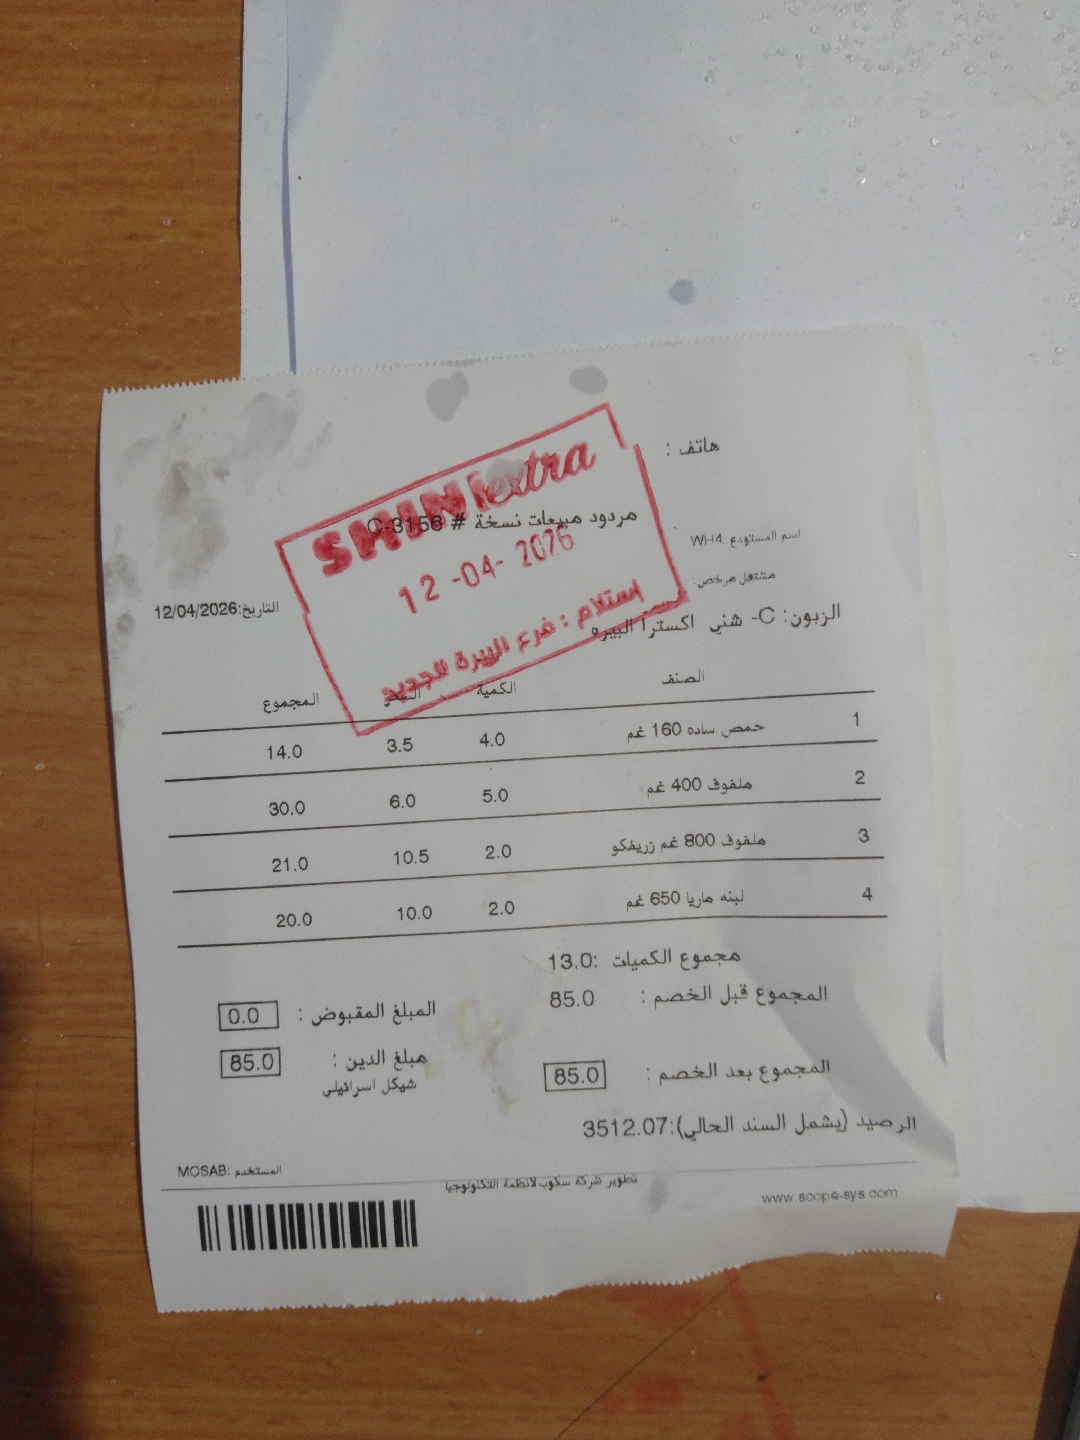 هاتف :
SHINI extra
مردود مبيعات نسخة # C-3156
12 -04- 2026
اسم المستودع: WH4
مشتغل مرخص:
التاريخ:12/04/2026
إستلام : فرع البيرة الجديد
الزبون: C- شني اكسترا البيره
الصنف الكمية السعر المجموع
1 حمص ساده 160 غم 4.0 3.5 14.0
2 ملفوف 400 غم 5.0 6.0 30.0
3 ملفوف 800 غم زريفكو 2.0 10.5 21.0
4 لبنه ماريا 650 غم 2.0 10.0 20.0
مجموع الكميات :13.0
المجموع قبل الخصم : 85.0
المبلغ المقبوض : 0.0
المجموع بعد الخصم : 85.0
مبلغ الدين : 85.0
شيكل اسرائيلي
الرصيد (يشمل السند الحالي):3512.07
المستخدم :MOSAB
تطوير شركة سكوب لأنظمة التكنولوجيا
www.scope-sys.com